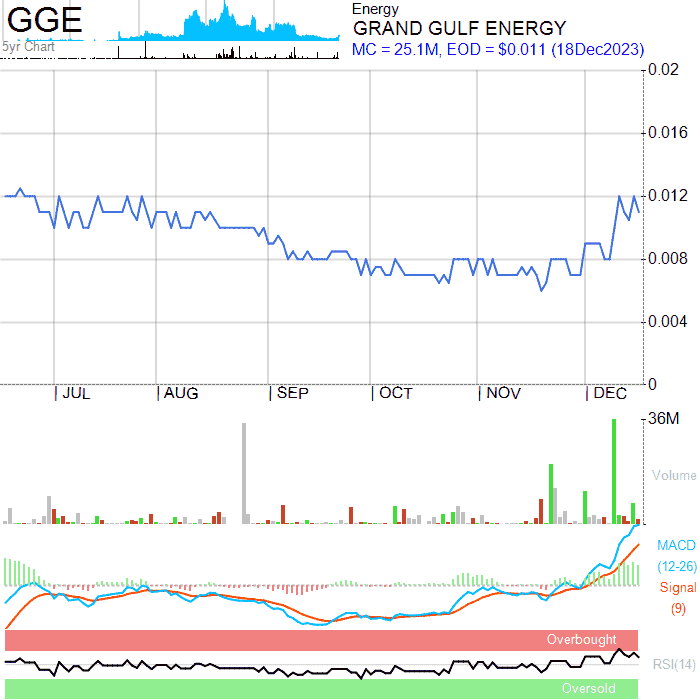 GGE
5yr Chart
Energy
GRAND GULF ENERGY
MC = 25.1M, EOD = $0.011 (18Dec2023)
0.02
0.016
0.012
0.008
0.004
0
JUL AUG SEP OCT NOV DEC
36M
Volume
MACD
(12-26)
Signal
(9)
Overbought
RSI(14)
Oversold